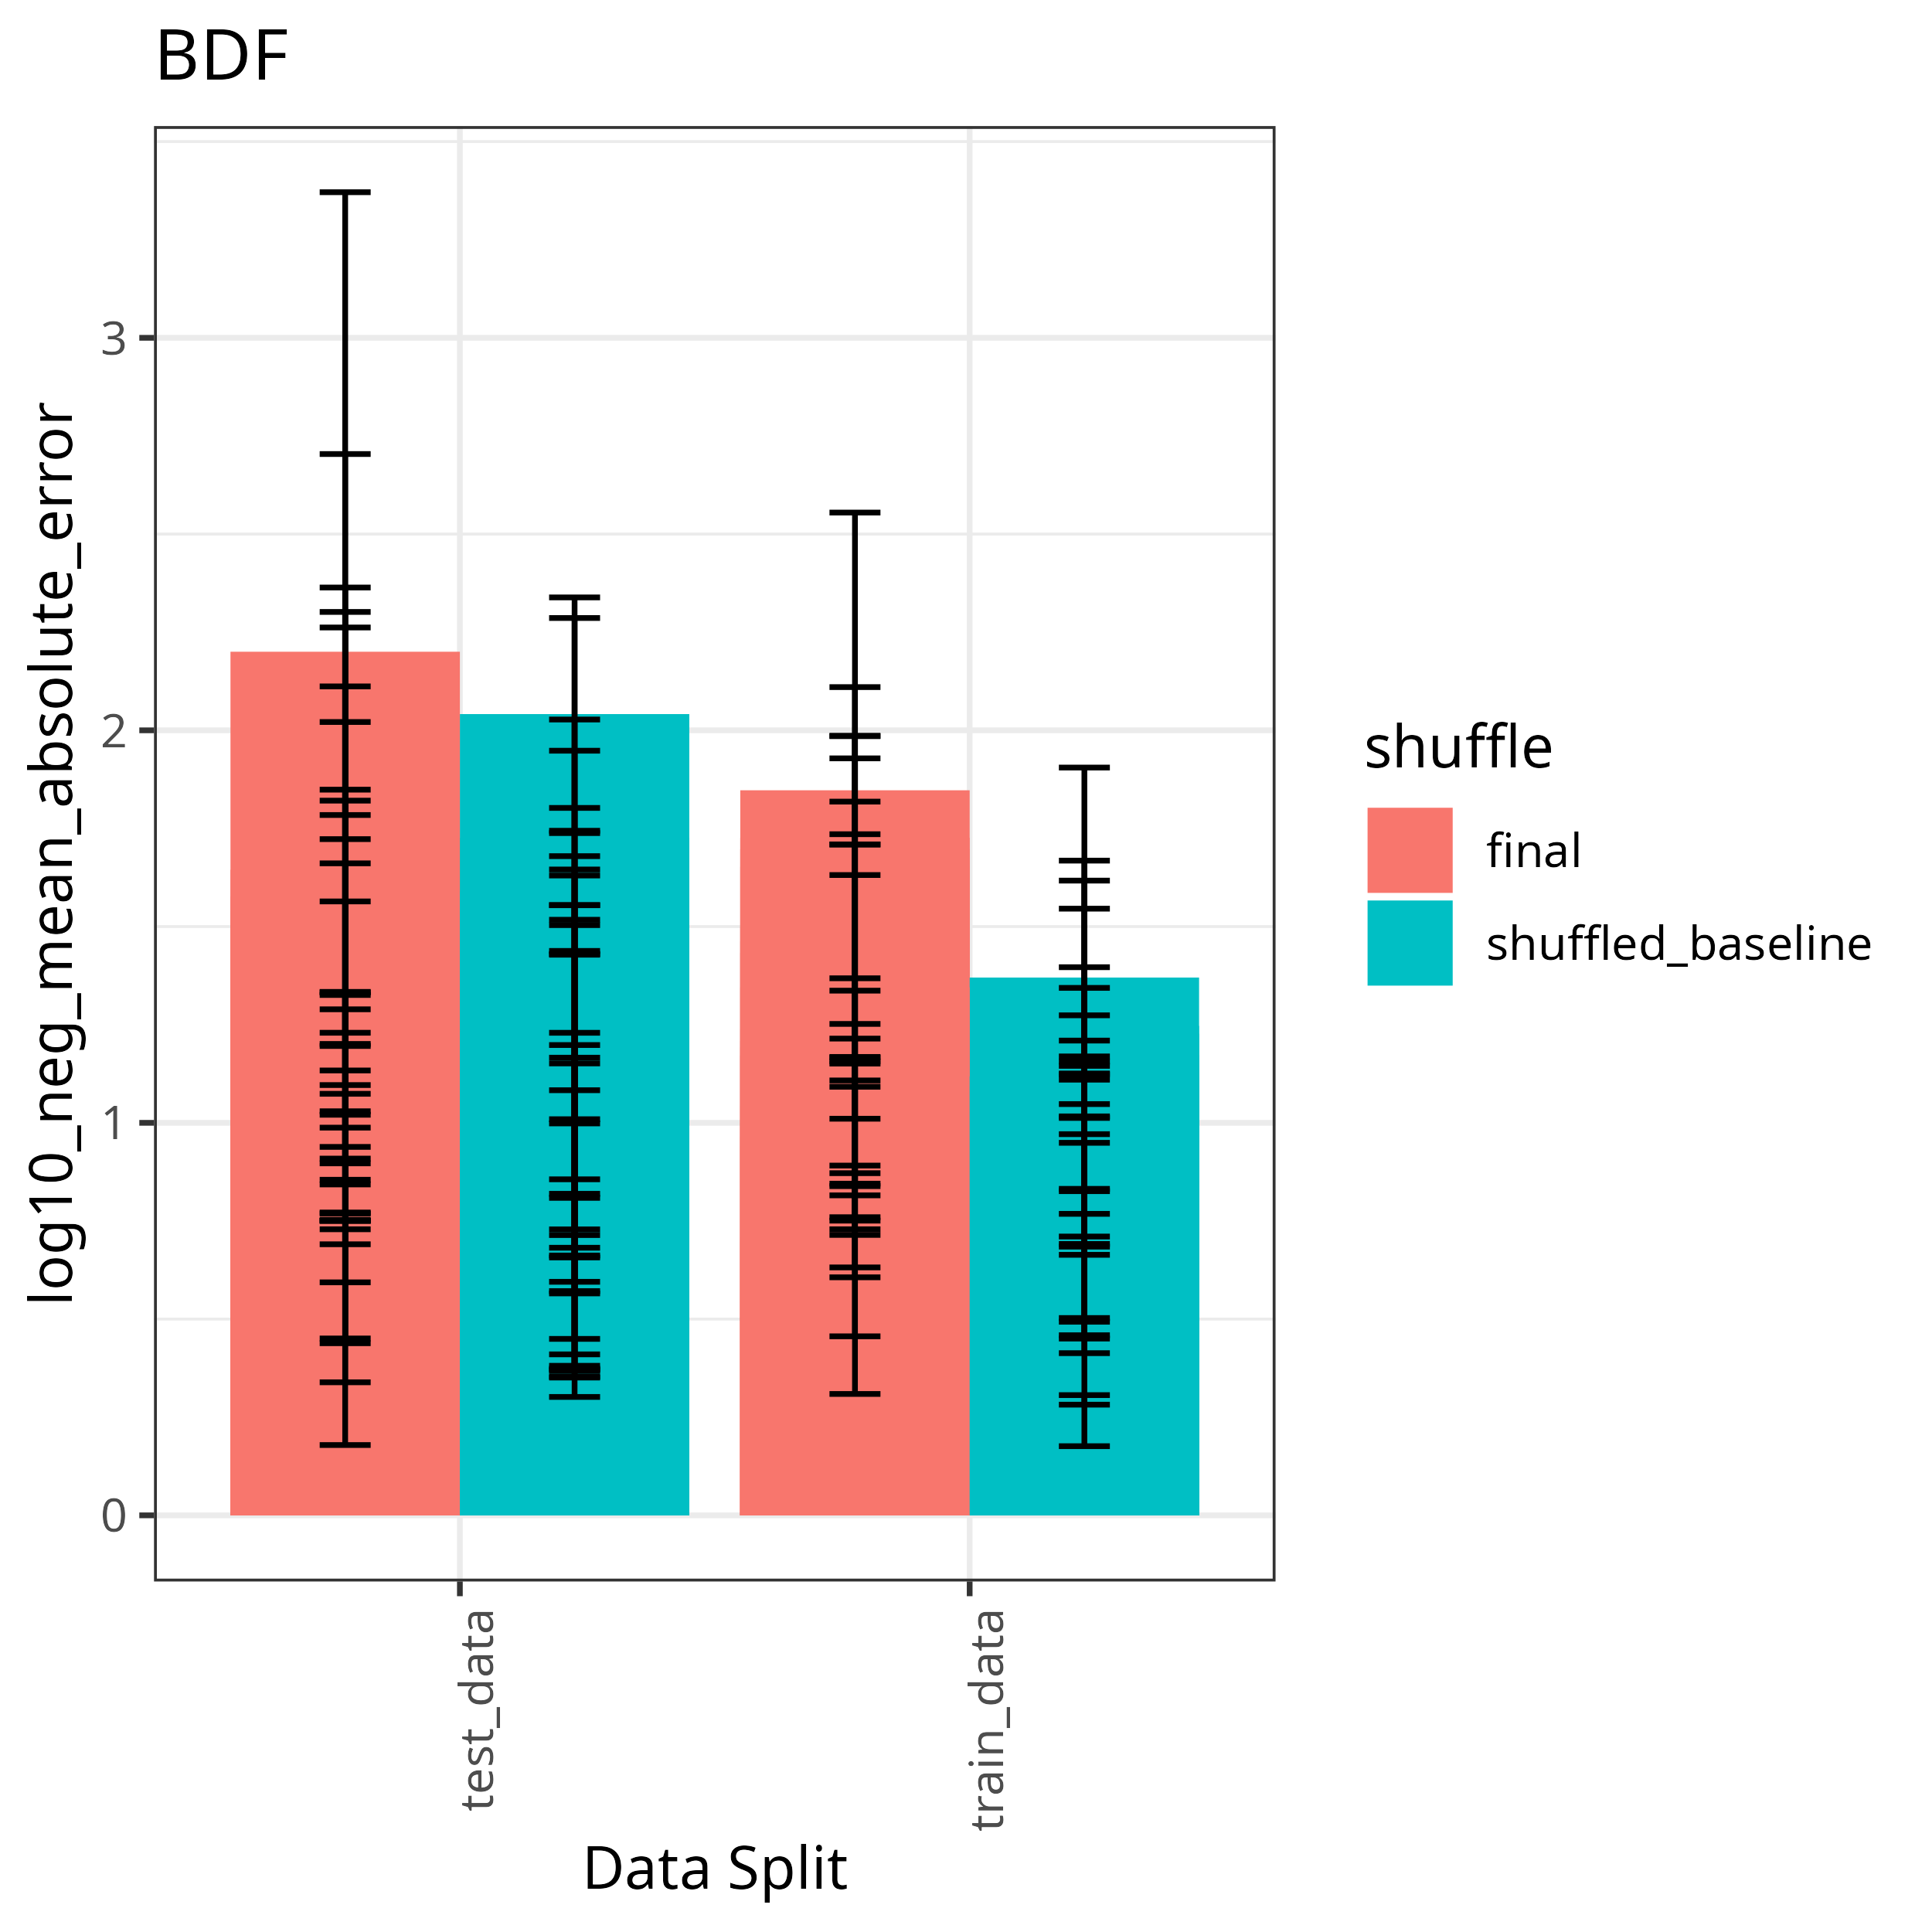 BDF
log10_neg_mean_absolute_error
3
2
1
0
test_data
train_data
Data Split
shuffle
final
shuffled_baseline